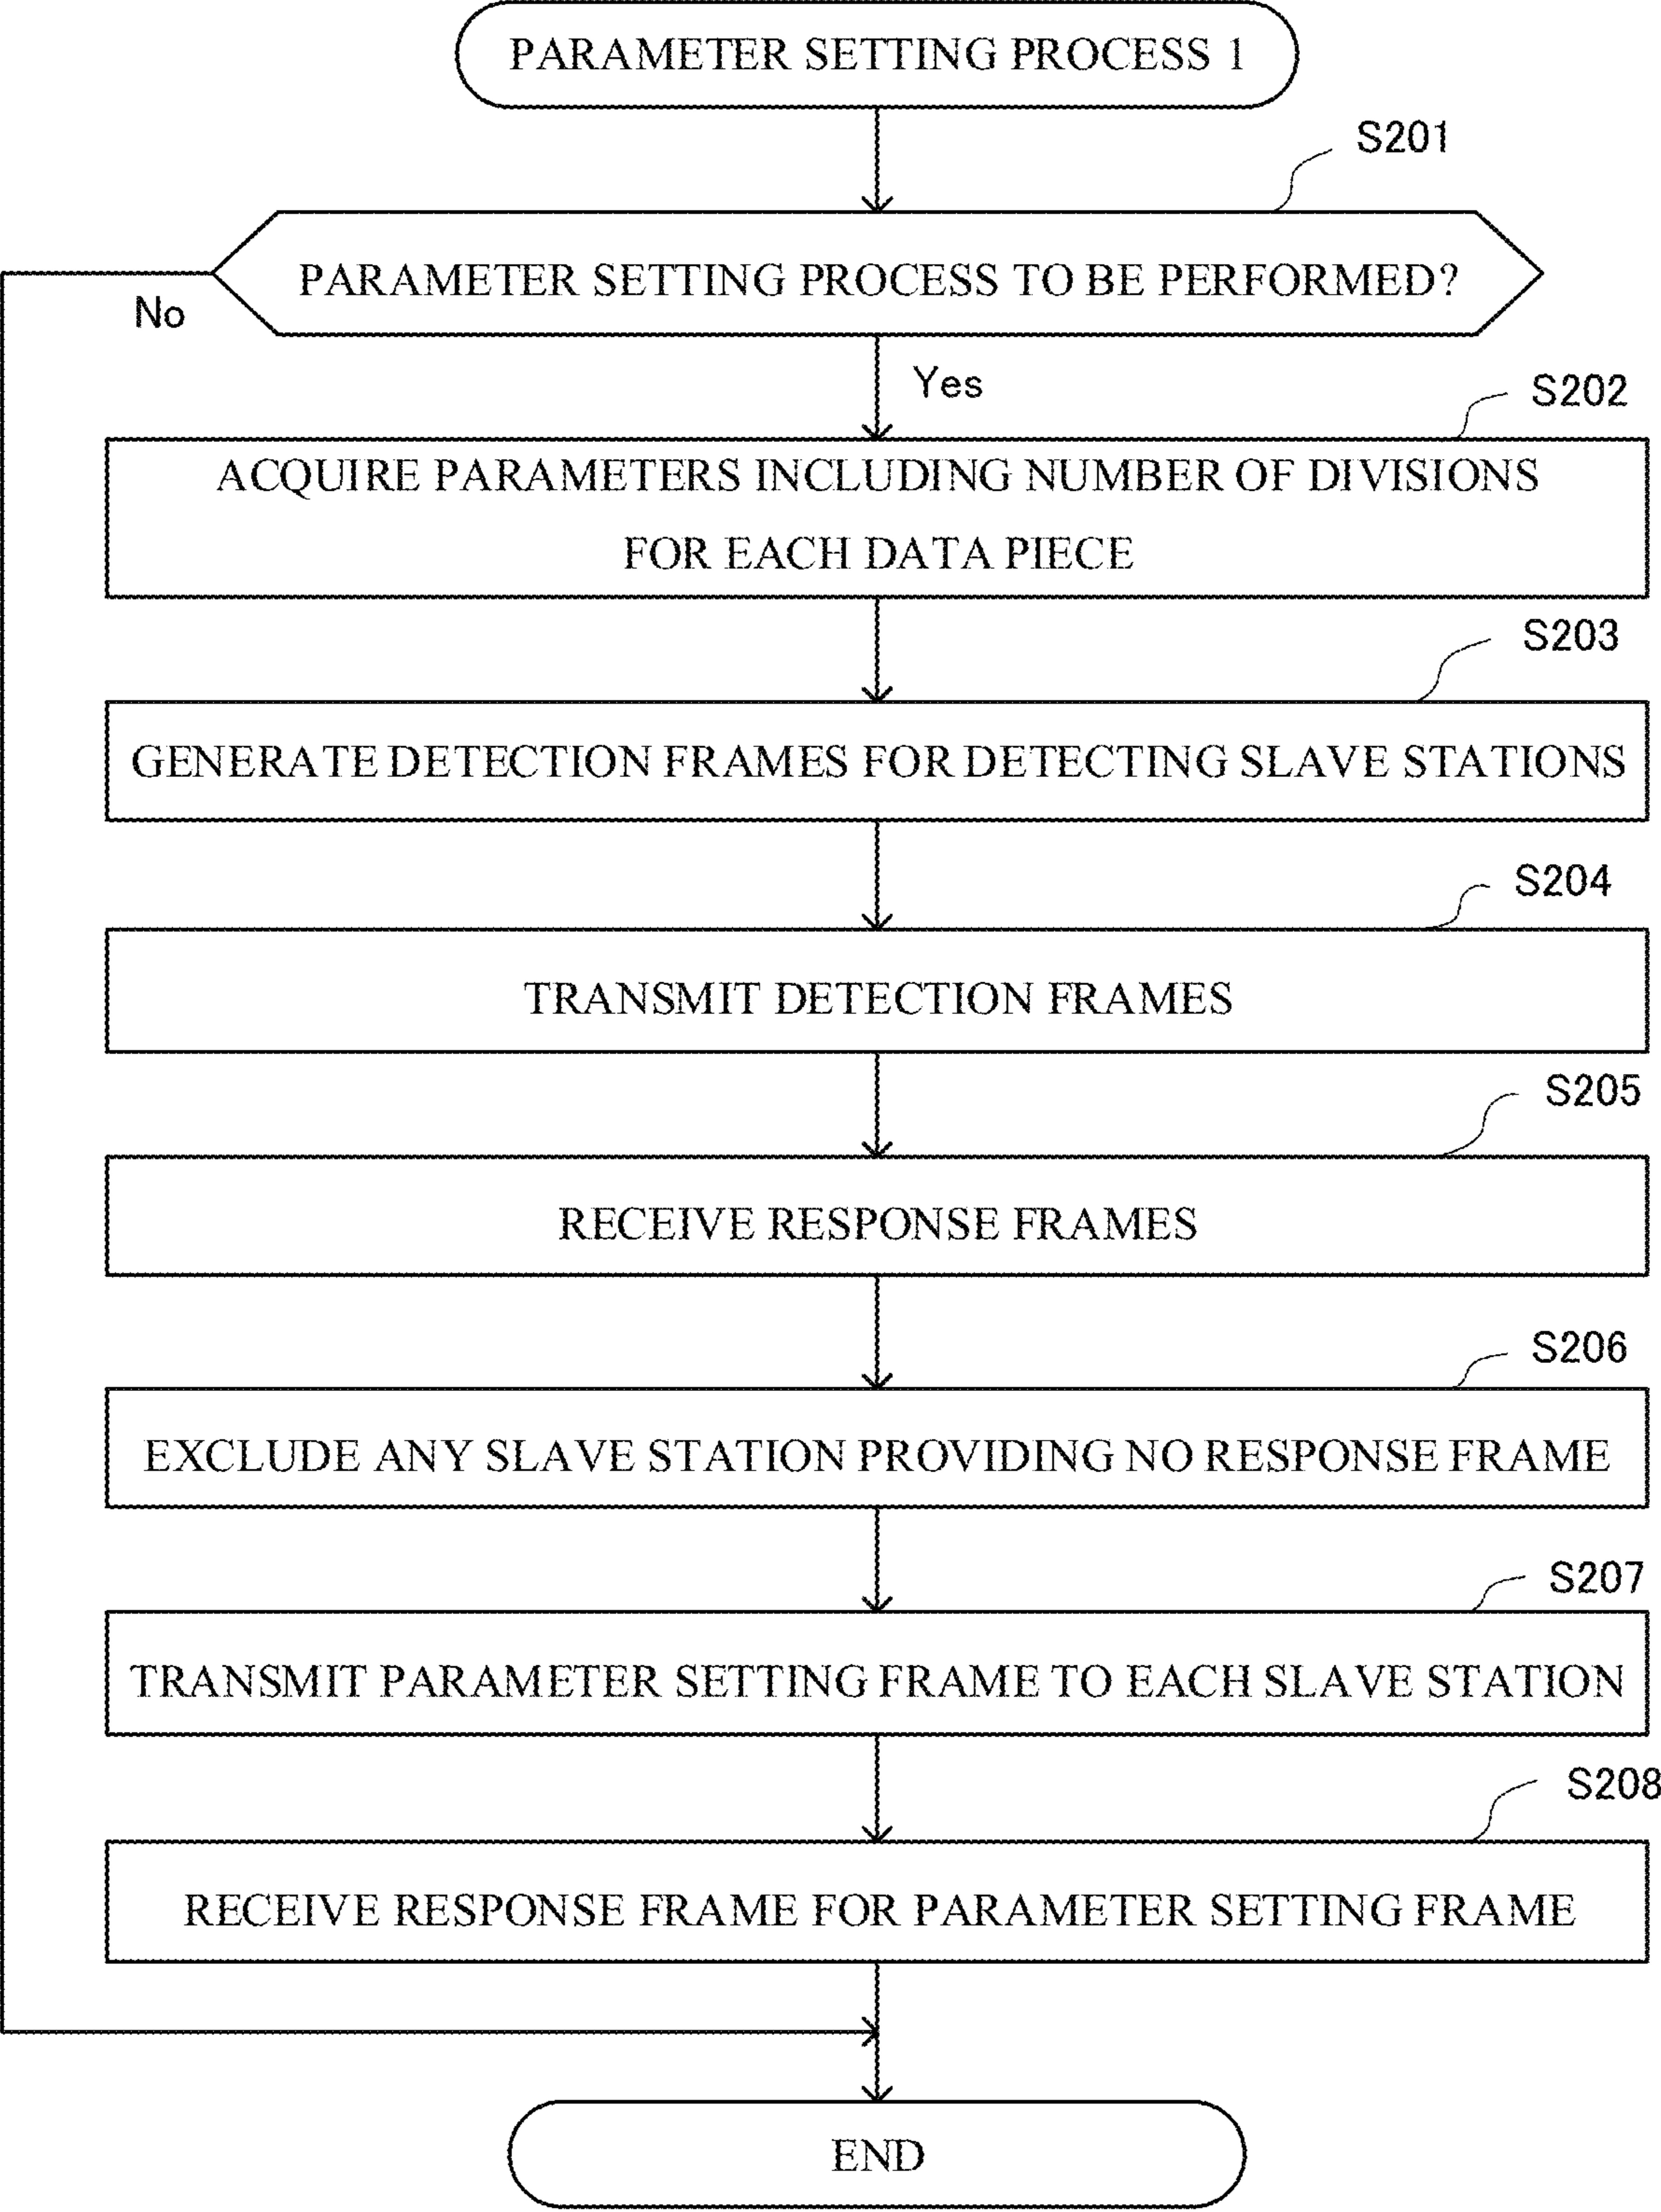 PARAMETER SETTING PROCESS 1
S201
PARAMETER SETTING PROCESS TO BE PERFORMED?
No
Yes
S202
ACQUIRE PARAMETERS INCLUDING NUMBER OF DIVISIONS
FOR EACH DATA PIECE
S203
GENERATE DETECTION FRAMES FOR DETECTING SLAVE STATIONS
S204
TRANSMIT DETECTION FRAMES
S205
RECEIVE RESPONSE FRAMES
S206
EXCLUDE ANY SLAVE STATION PROVIDING NO RESPONSE FRAME
S207
TRANSMIT PARAMETER SETTING FRAME TO EACH SLAVE STATION
S208
RECEIVE RESPONSE FRAME FOR PARAMETER SETTING FRAME
END